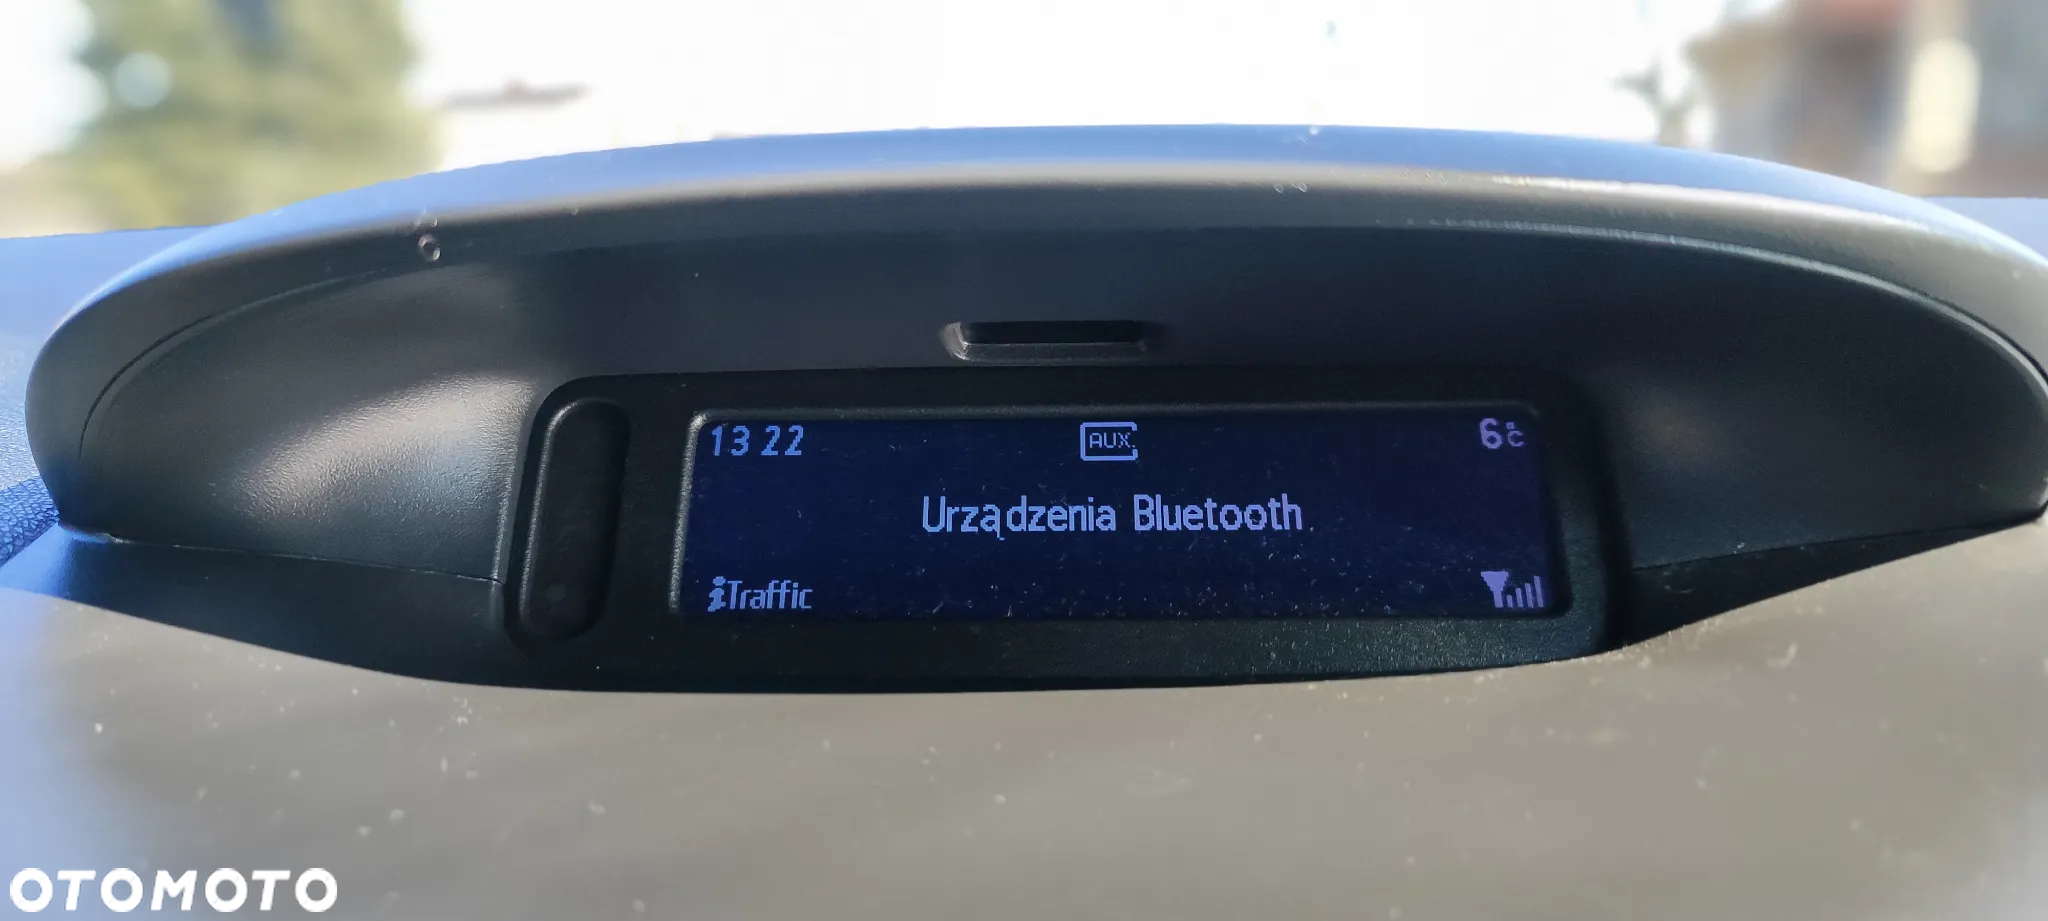 13 22
AUX
6°C
Urządzenia Bluetooth
iTraffic
OTOMOTO